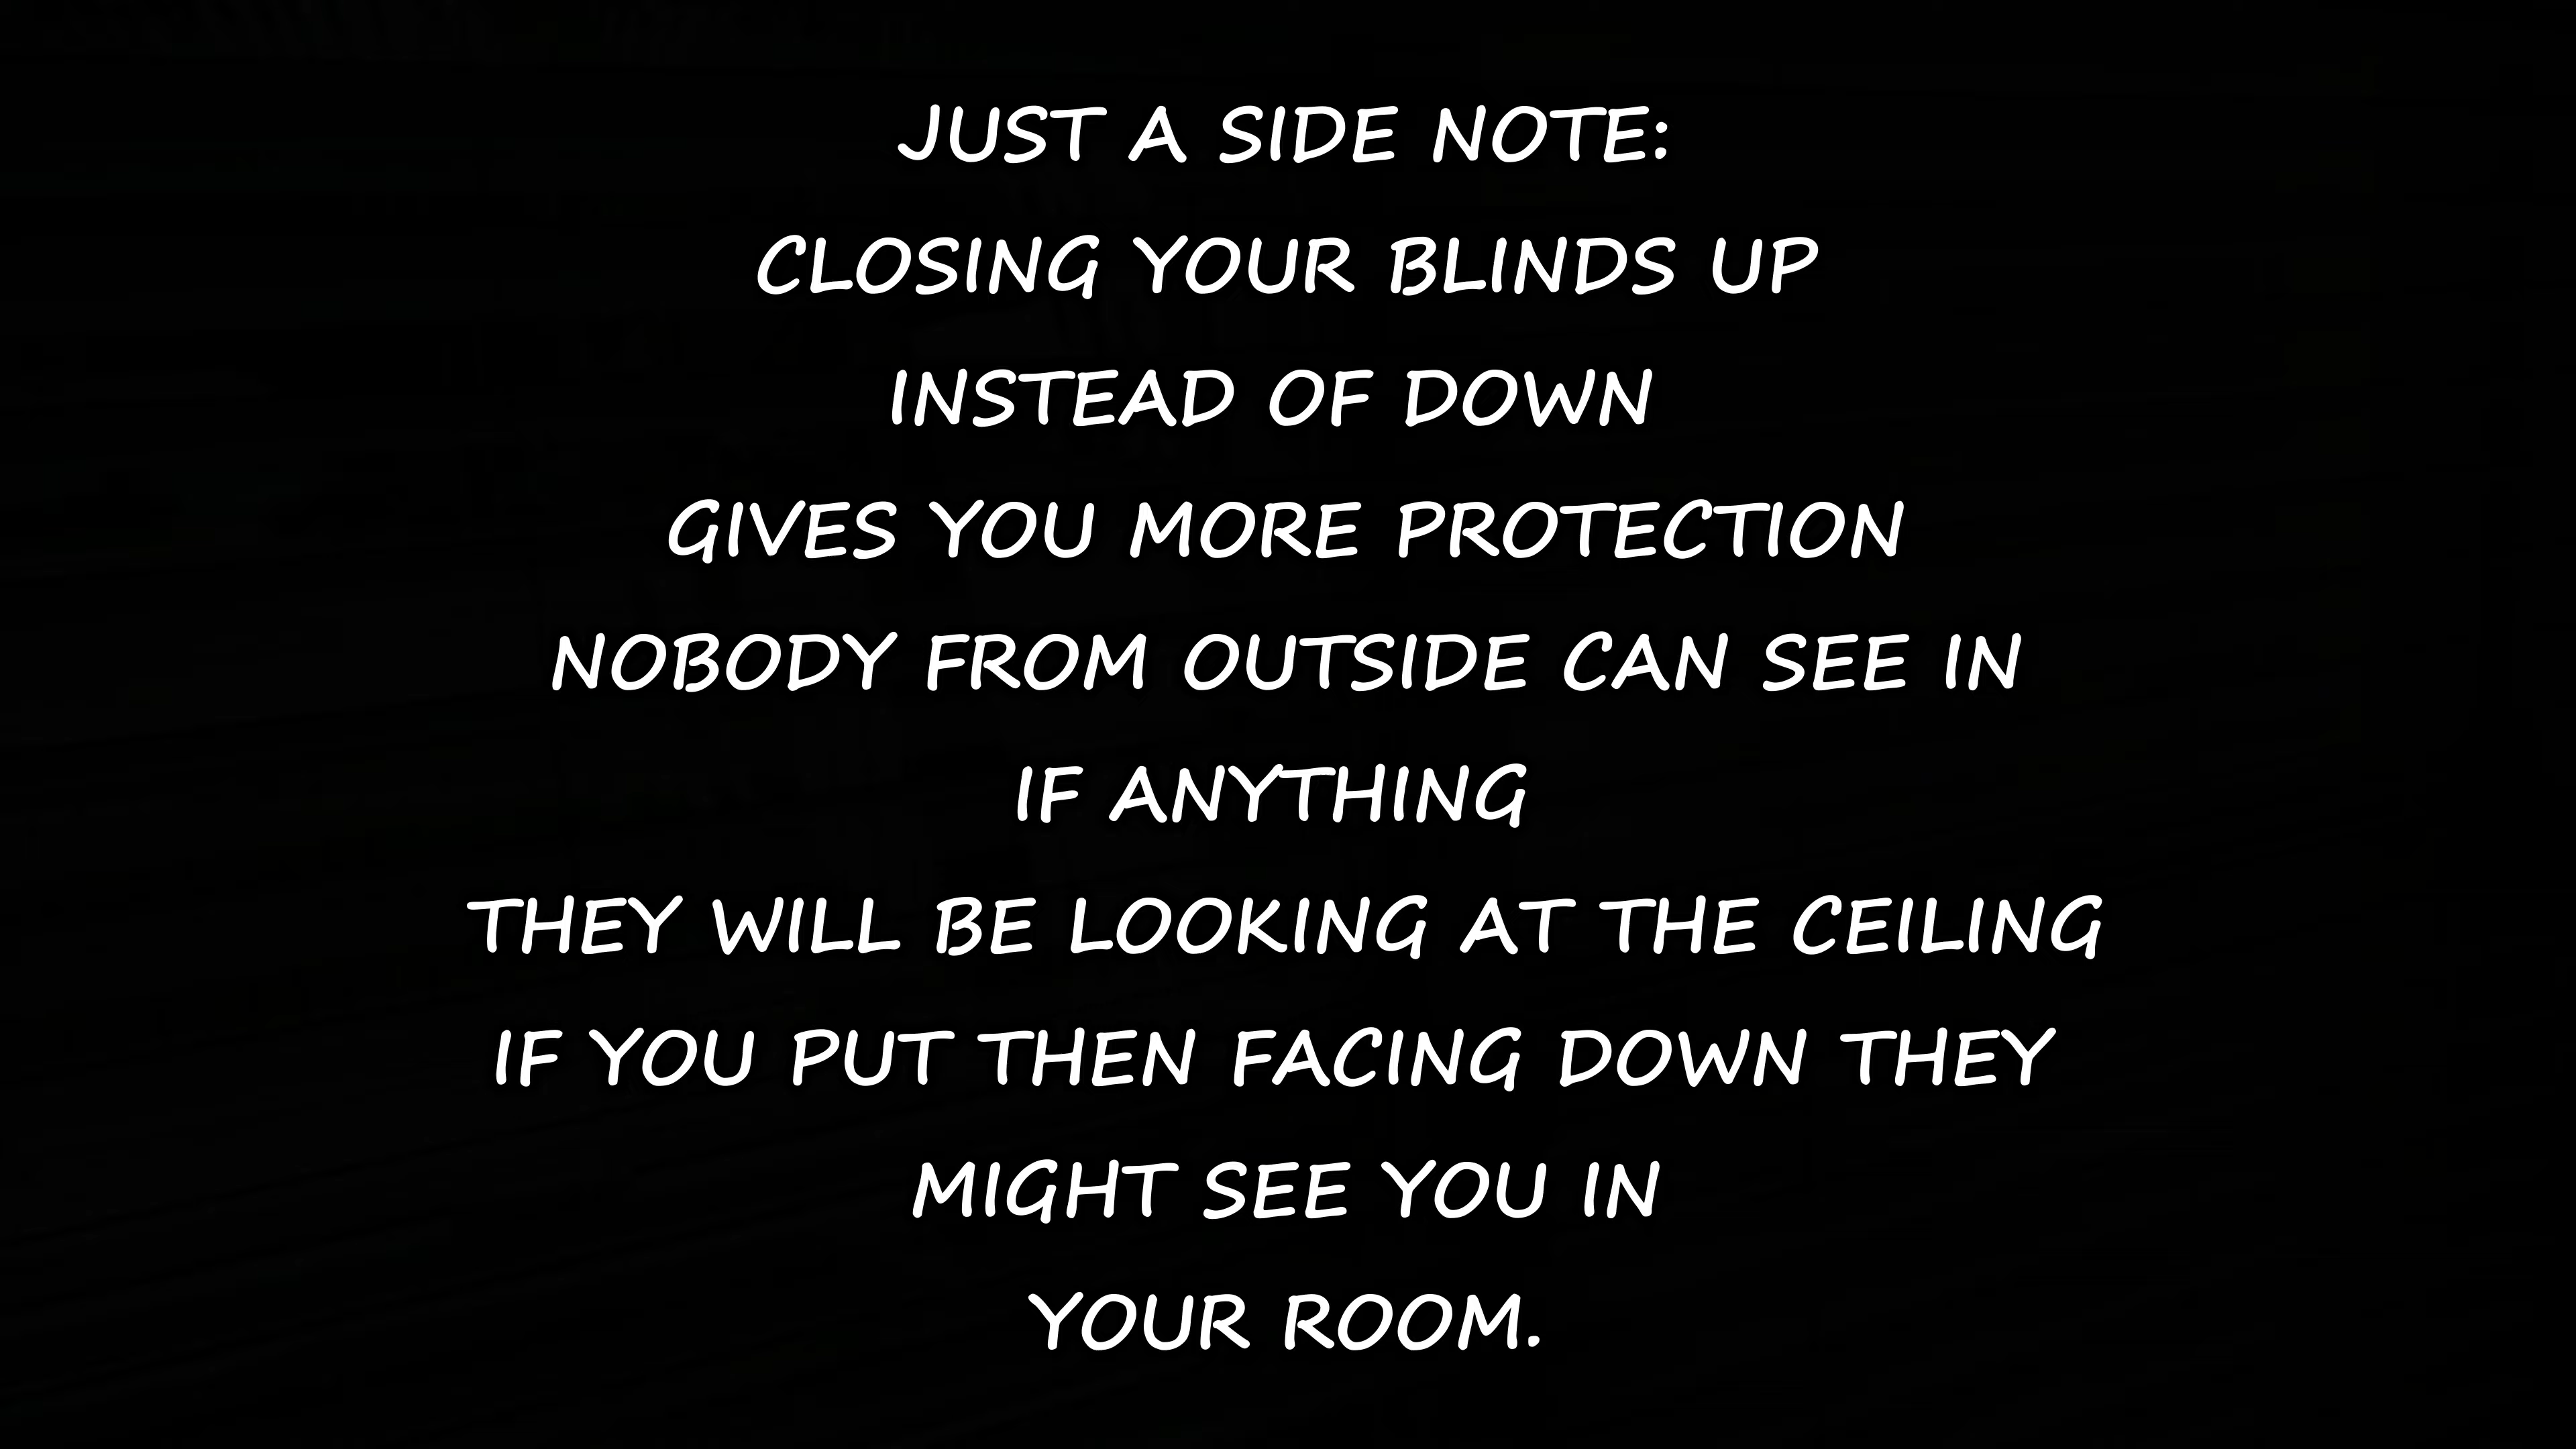 JUST A SIDE NOTE:
CLOSING YOUR BLINDS UP
INSTEAD OF DOWN
GIVES YOU MORE PROTECTION
NOBODY FROM OUTSIDE CAN SEE IN
IF ANYTHING
THEY WILL BE LOOKING AT THE CEILING
IF YOU PUT THEN FACING DOWN THEY
MIGHT SEE YOU IN
YOUR ROOM.